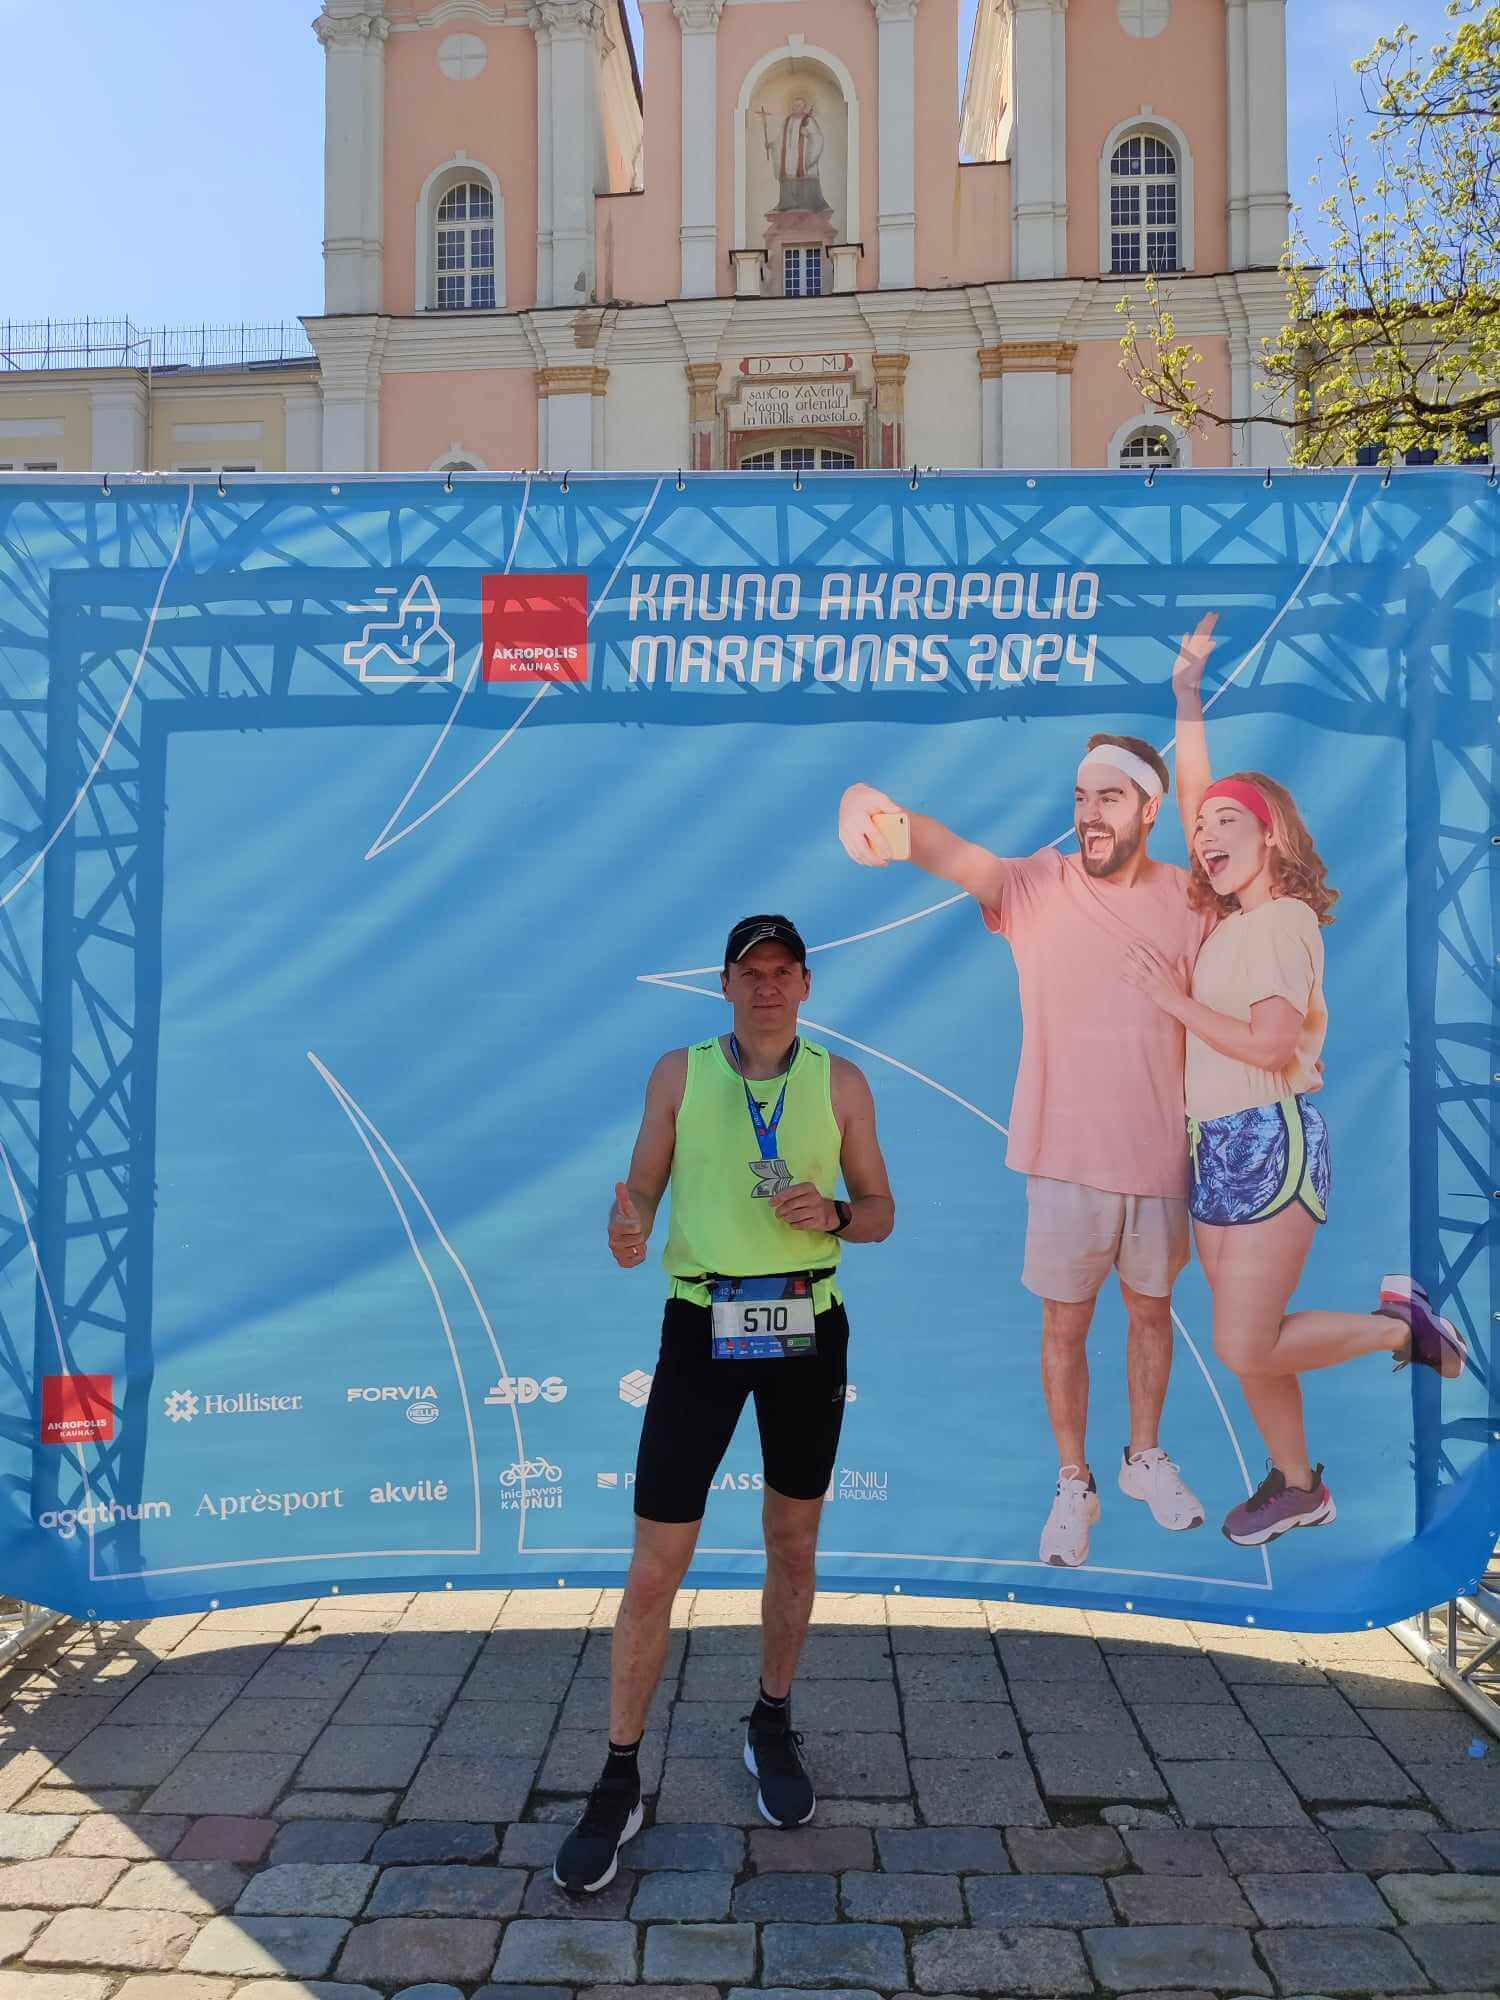 D O M.
sanCto XaVerIo
Magno orIentaLI
In InDIIs apostoLo.
AKROPOLIS
KAUNAS
KAUNO AKROPOLIO
MARATONAS 2024
42 km
570
AKROPOLIS
KAUNAS
Hollister
FORVIA
HELLA
SDG
agathum
Aprèsport
akvilė
iniciatyvos
KAUNUI
ŽINIŲ
RADIJAS